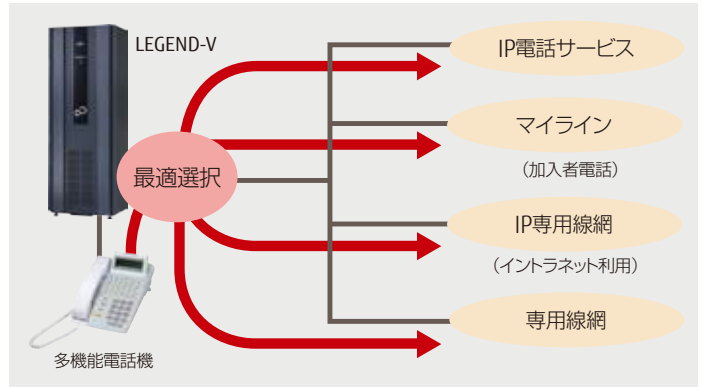 LEGEND-V
IP電話サービス
マイライン
(加入者電話)
最適選択
IP専用線網
(イントラネット利用)
専用線網
多機能電話機